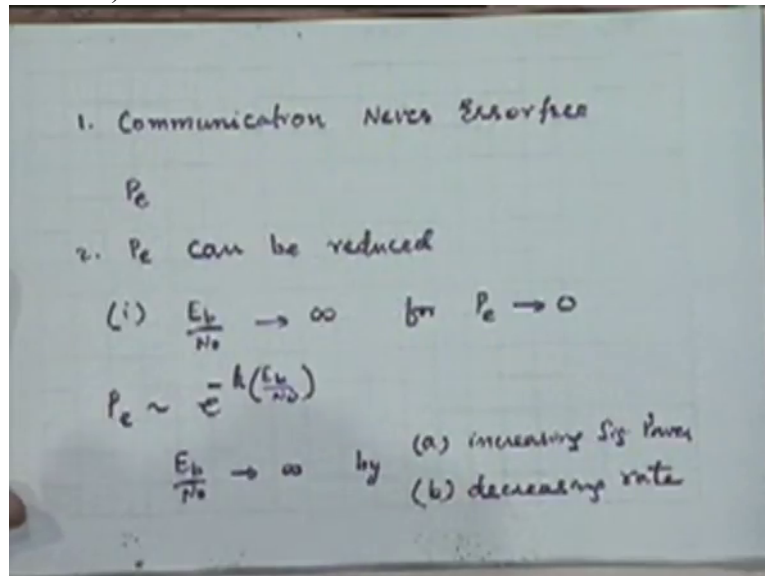 1. Communication Never Errorfree
Pe
2. Pe can be reduced
(i) Eb/No → ∞ for Pe → 0
Pe ~ e^-k(Eb/No)
Eb/No → ∞ by (a) increasing Sig Power
(b) decreasing rate